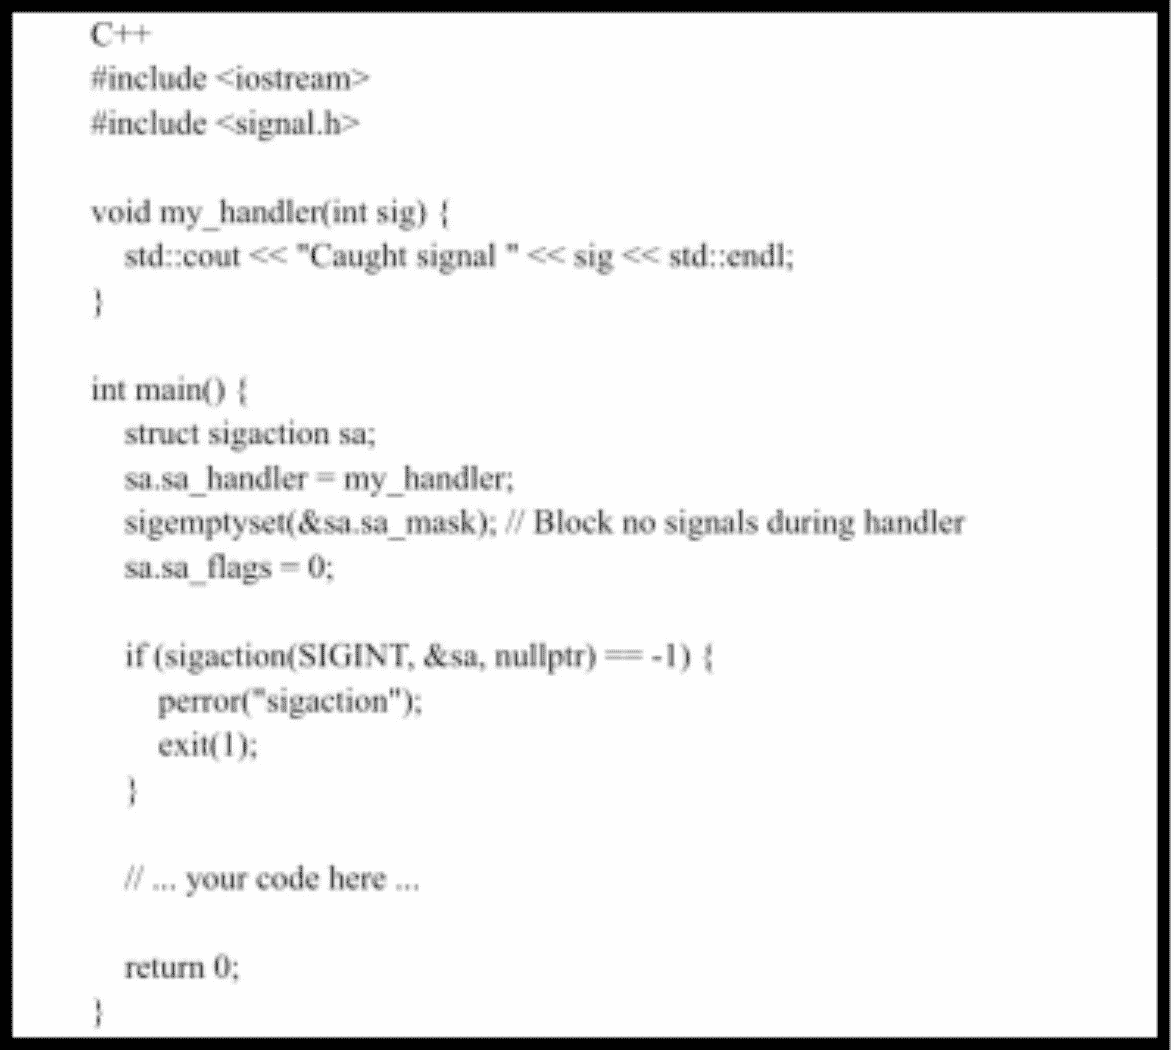 C++
#include <iostream>
#include <signal.h>
void my_handler(int sig) {
std::cout << "Caught signal " << sig << std::endl;
}
int main() {
struct sigaction sa;
sa.sa_handler = my_handler;
sigemptyset(&sa.sa_mask); // Block no signals during handler
sa.sa_flags = 0;
if (sigaction(SIGINT, &sa, nullptr) == -1) {
perror("sigaction");
exit(1);
}
// ... your code here ...
return 0;
}